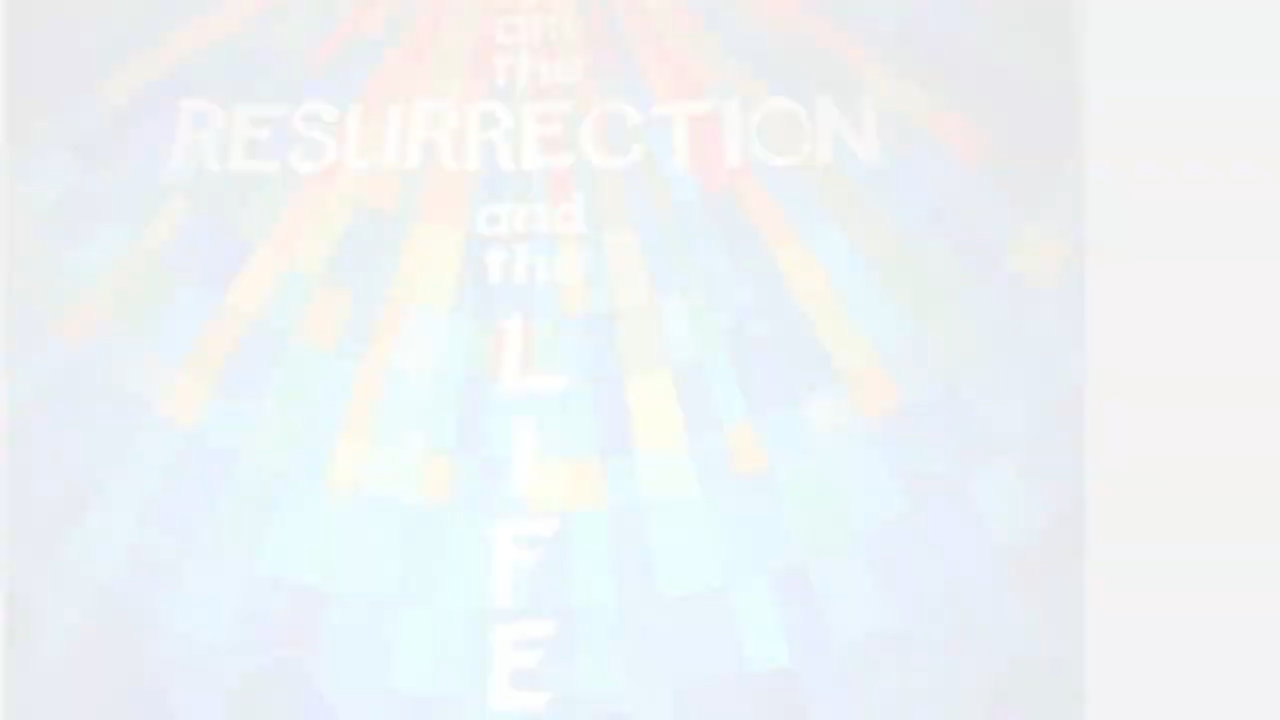 am
the
RESURRECTION
and
the
L
I
F
E